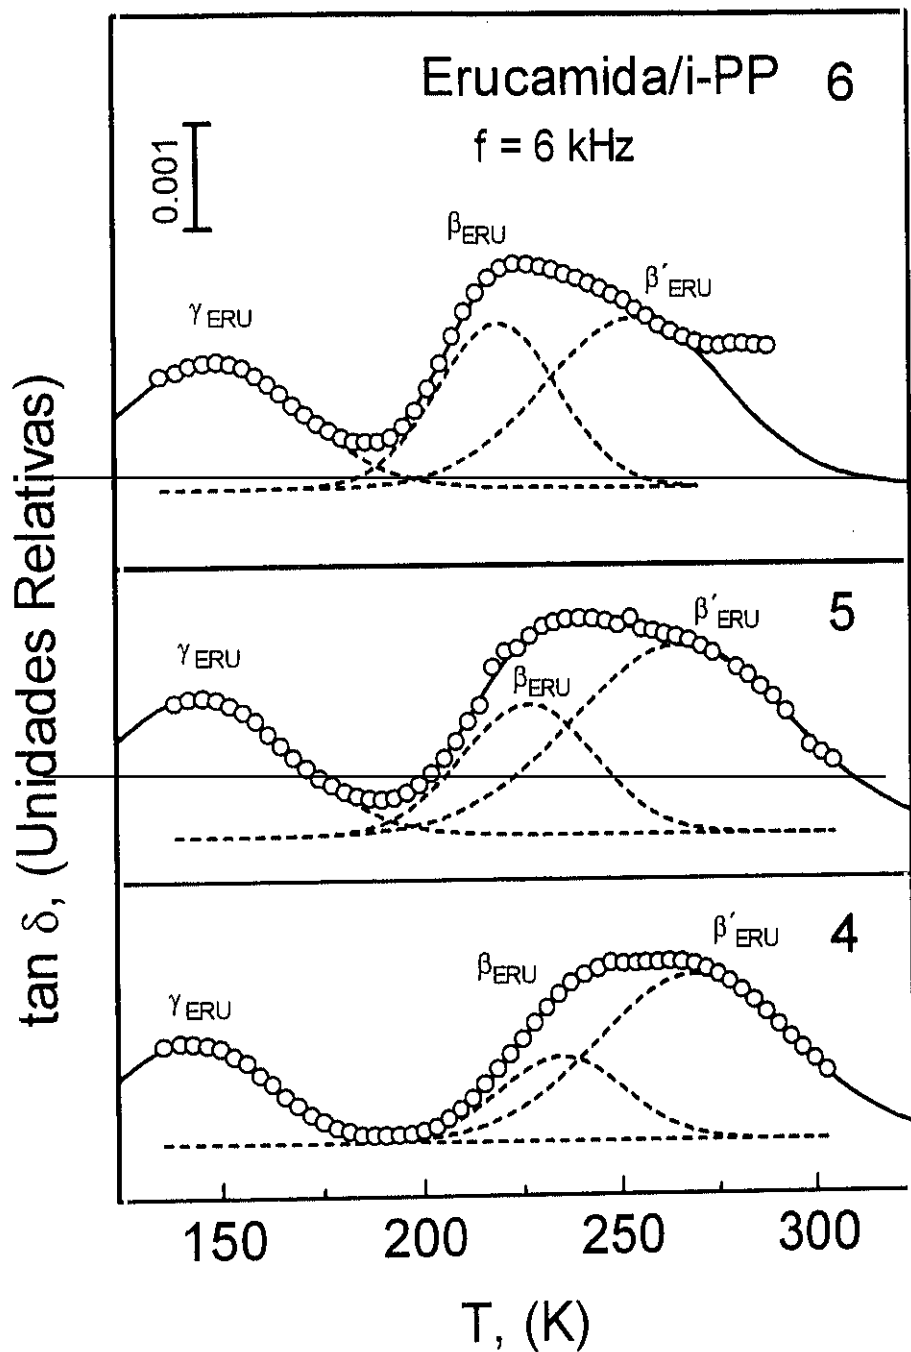 Erucamida/i-PP 6
f = 6 kHz
0.001
βERU
β´ERU
γERU
5
β´ERU
γERU
βERU
4
β´ERU
βERU
γERU
150 200 250 300
T, (K)
tan δ, (Unidades Relativas)